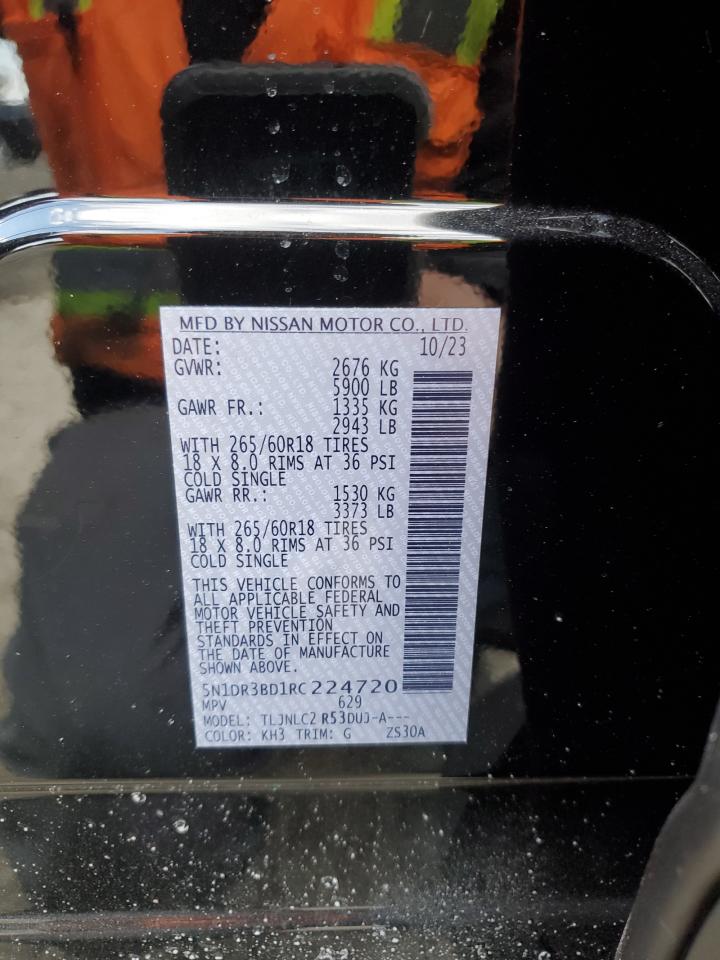 MFD BY NISSAN MOTOR CO., LTD.
DATE: 10/23
GVWR: 2676 KG
5900 LB
GAWR FR.: 1335 KG
2943 LB
WITH 265/60R18 TIRES
18 X 8.0 RIMS AT 36 PSI
COLD SINGLE
GAWR RR.: 1530 KG
3373 LB
WITH 265/60R18 TIRES
18 X 8.0 RIMS AT 36 PSI
COLD SINGLE
THIS VEHICLE CONFORMS TO
ALL APPLICABLE FEDERAL
MOTOR VEHICLE SAFETY AND
THEFT PREVENTION
STANDARDS IN EFFECT ON
THE DATE OF MANUFACTURE
SHOWN ABOVE.
5N1DR3BD1RC224720
MPV 629
MODEL: TLJNLC2 R53DUJ-A---
COLOR: KH3 TRIM: G ZS30A